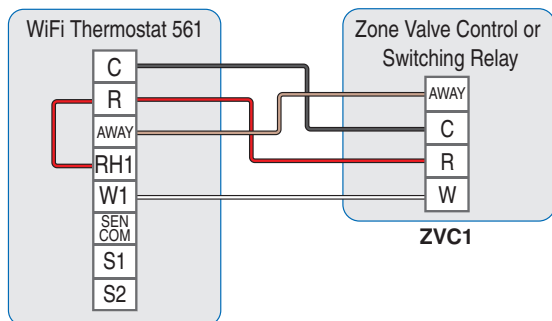 WiFi Thermostat 561
C
R
AWAY
RH1
W1
SEN
COM
S1
S2
Zone Valve Control or
Switching Relay
AWAY
C
R
W
ZVC1